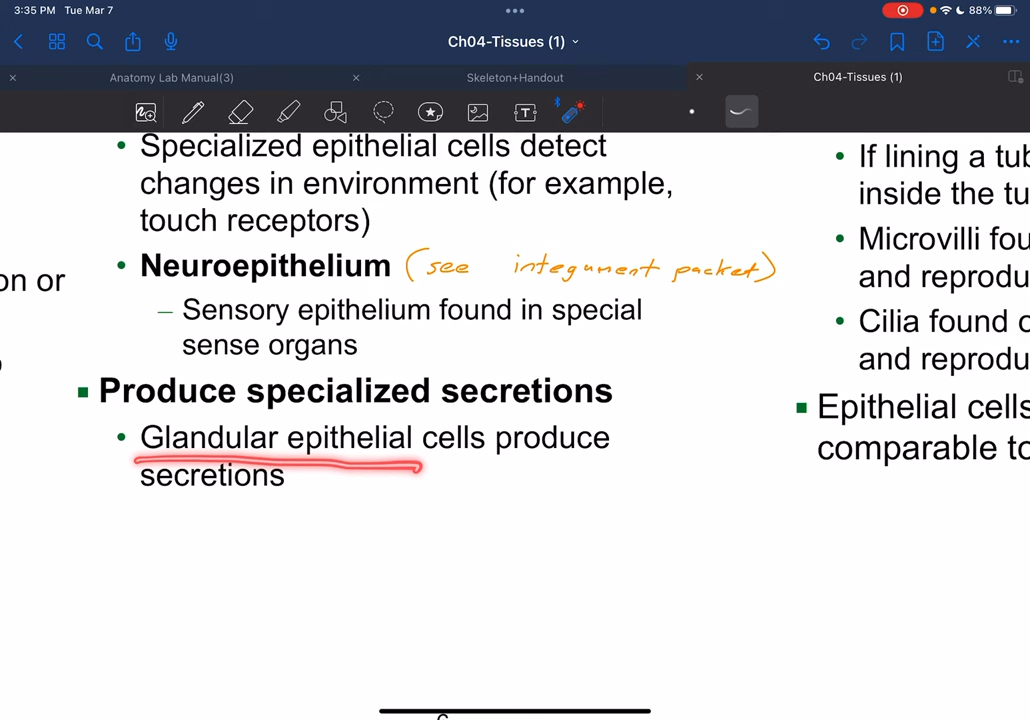 3:35 PM Tue Mar 7
88%
Ch04-Tissues (1)
Anatomy Lab Manual(3)
Skeleton+Handout
Ch04-Tissues (1)
• Specialized epithelial cells detect
changes in environment (for example,
touch receptors)
• Neuroepithelium (see integument packet)
– Sensory epithelium found in special
sense organs
▪ Produce specialized secretions
• Glandular epithelial cells produce
secretions
on or
• If lining a tub
inside the tu
• Microvilli fou
and reprodu
• Cilia found o
and reprodu
▪ Epithelial cells
comparable to